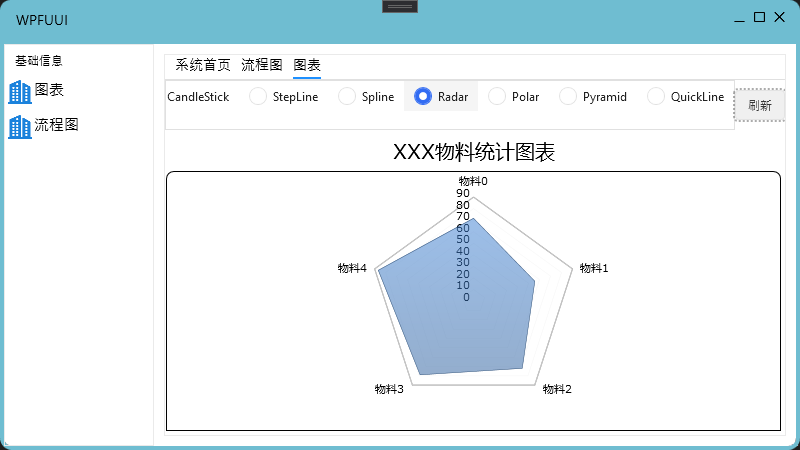 WPFUUI
基础信息
图表
流程图
系统首页 流程图 图表
CandleStick StepLine Spline Radar Polar Pyramid QuickLine
刷新
XXX物料统计图表
物料0
90
80
70
60
50
40
30
20
10
0
物料4
物料1
物料3
物料2